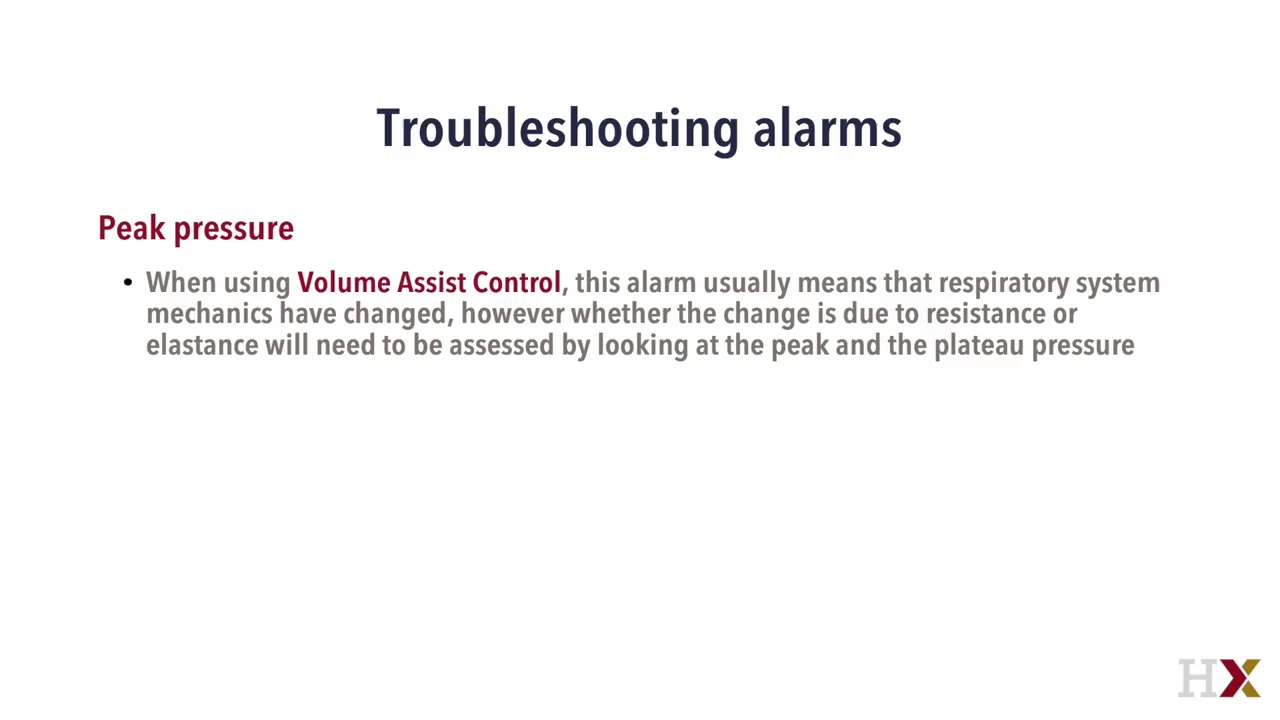 Troubleshooting alarms
Peak pressure
• When using Volume Assist Control, this alarm usually means that respiratory system
mechanics have changed, however whether the change is due to resistance or
elastance will need to be assessed by looking at the peak and the plateau pressure
HX